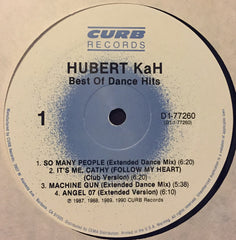 CURB
RECORDS
HUBERT KaH
Best Of Dance Hits
1
D1-77260
(D1-77260)
1. SO MANY PEOPLE (Extended Dance Mix) (6:20)
2. IT'S ME, CATHY (FOLLOW MY HEART)
(Club Version) (6:20)
3. MACHINE GUN (Extended Dance Mix) (5:38)
4. ANGEL 07 (Extended Version) (6:10)
℗ 1987, 1988, 1989, 1990 CURB Records